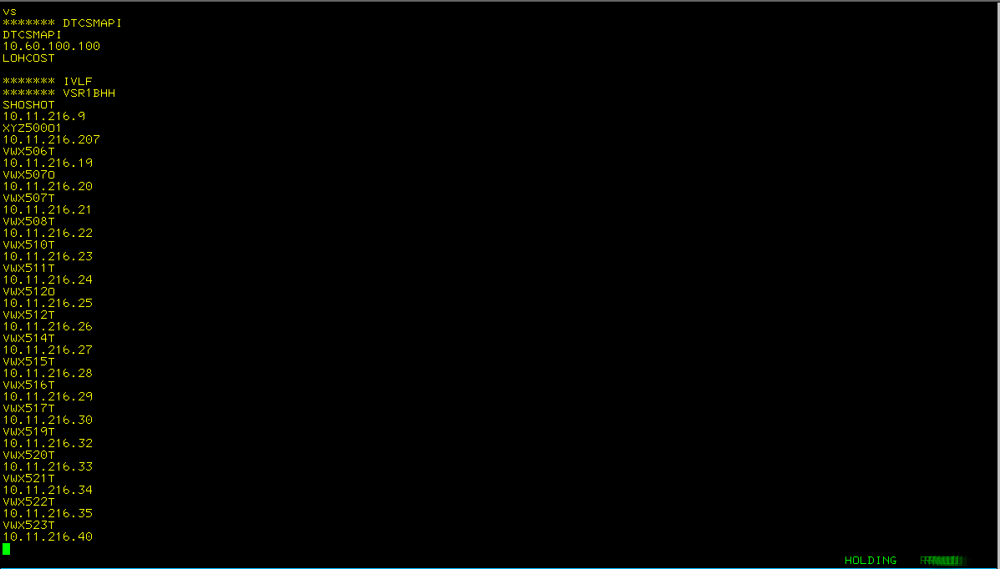 vs
******* DTCSMAPI
DTCSMAPI
10.60.100.100
LOHCOST
******* IVLF
******* VSR1BHH
SHOSHOT
10.11.216.9
XYZ50001
10.11.216.207
VWX506T
10.11.216.19
VWX507O
10.11.216.20
VWX507T
10.11.216.21
VWX508T
10.11.216.22
VWX510T
10.11.216.23
VWX511T
10.11.216.24
VWX512O
10.11.216.25
VWX512T
10.11.216.26
VWX514T
10.11.216.27
VWX515T
10.11.216.28
VWX516T
10.11.216.29
VWX517T
10.11.216.30
VWX519T
10.11.216.32
VWX520T
10.11.216.33
VWX521T
10.11.216.34
VWX522T
10.11.216.35
VWX523T
10.11.216.40
HOLDING